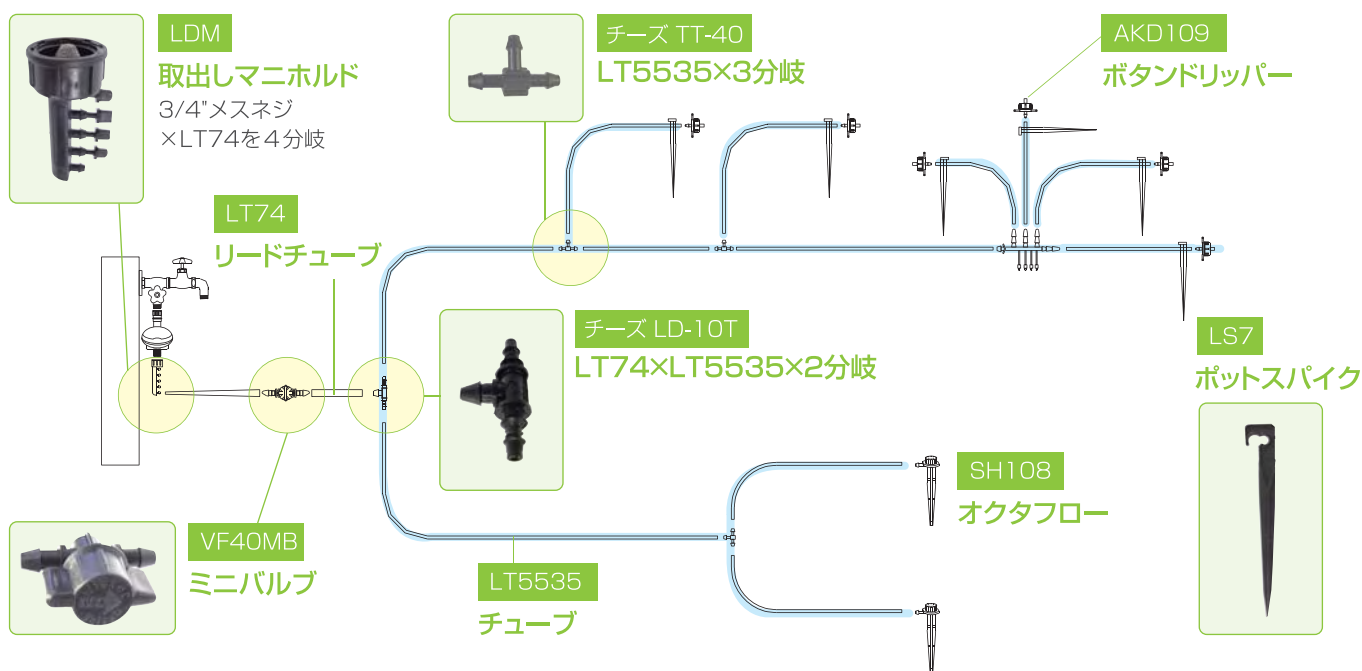 LDM
取出しマニホルド
3/4"メスネジ
×LT74を4分岐
チーズ TT-40
LT5535×3分岐
AKD109
ボタンドリッパー
LT74
リードチューブ
チーズ LD-10T
LT74×LT5535×2分岐
LS7
ポットスパイク
SH108
オクタフロー
VF40MB
ミニバルブ
LT5535
チューブ